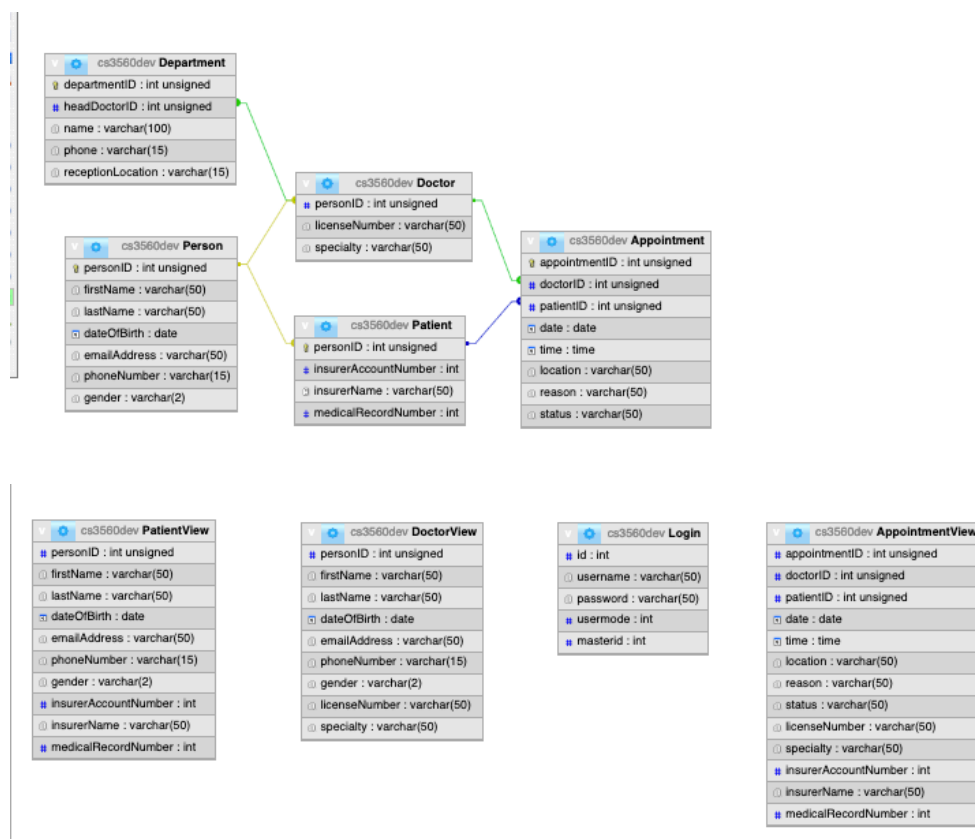 cs3560dev Department
departmentID : int unsigned
# headDoctorID : int unsigned
name : varchar(100)
phone : varchar(15)
receptionLocation : varchar(15)
cs3560dev Doctor
# personID : int unsigned
licenseNumber : varchar(50)
specialty : varchar(50)
cs3560dev Person
personID : int unsigned
firstName : varchar(50)
lastName : varchar(50)
dateOfBirth : date
emailAddress : varchar(50)
phoneNumber : varchar(15)
gender : varchar(2)
cs3560dev Appointment
appointmentID : int unsigned
# doctorID : int unsigned
# patientID : int unsigned
date : date
time : time
location : varchar(50)
reason : varchar(50)
status : varchar(50)
cs3560dev Patient
personID : int unsigned
# insurerAccountNumber : int
insurerName : varchar(50)
# medicalRecordNumber : int
cs3560dev PatientView
# personID : int unsigned
firstName : varchar(50)
lastName : varchar(50)
dateOfBirth : date
emailAddress : varchar(50)
phoneNumber : varchar(15)
gender : varchar(2)
# insurerAccountNumber : int
insurerName : varchar(50)
# medicalRecordNumber : int
cs3560dev DoctorView
# personID : int unsigned
firstName : varchar(50)
lastName : varchar(50)
dateOfBirth : date
emailAddress : varchar(50)
phoneNumber : varchar(15)
gender : varchar(2)
licenseNumber : varchar(50)
specialty : varchar(50)
cs3560dev Login
# id : int
username : varchar(50)
password : varchar(50)
# usermode : int
# masterid : int
cs3560dev AppointmentView
# appointmentID : int unsigned
# doctorID : int unsigned
# patientID : int unsigned
date : date
time : time
location : varchar(50)
reason : varchar(50)
status : varchar(50)
licenseNumber : varchar(50)
specialty : varchar(50)
# insurerAccountNumber : int
insurerName : varchar(50)
# medicalRecordNumber : int